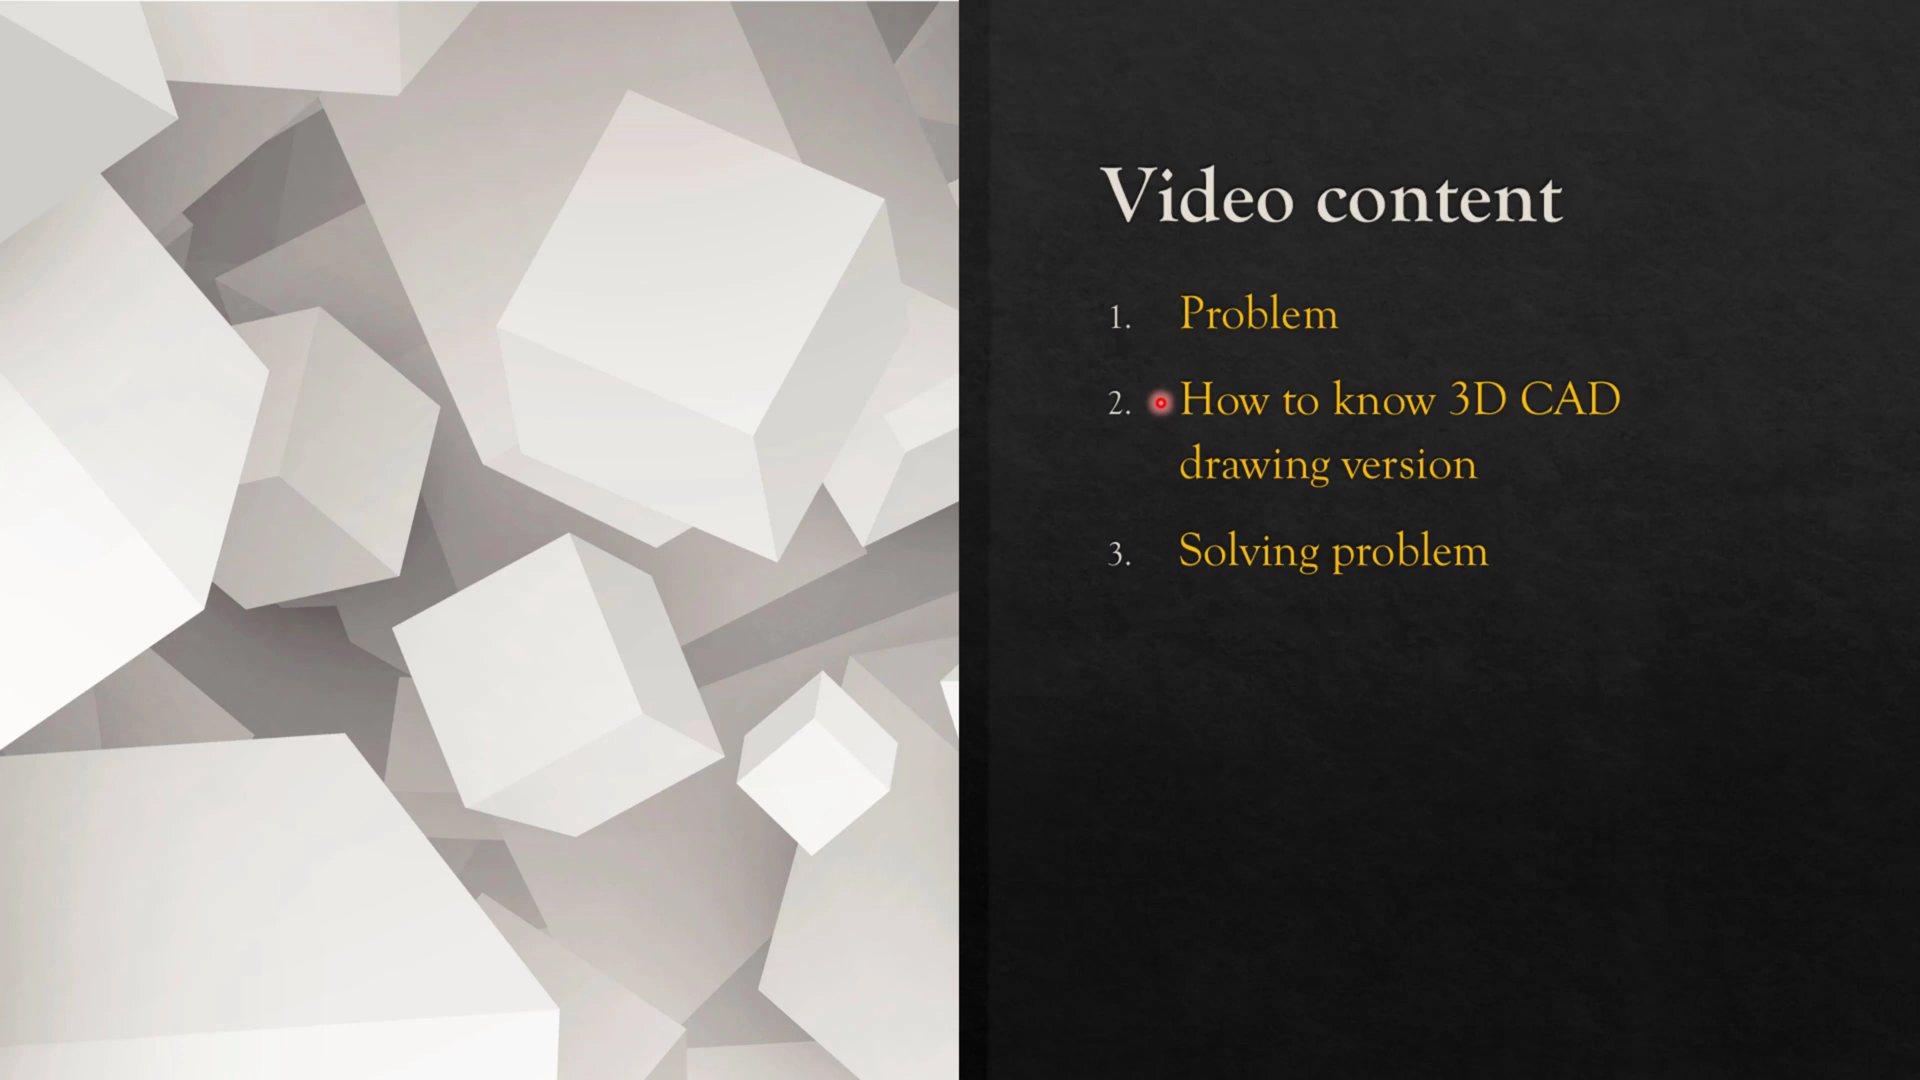 Video content
1. Problem
2. How to know 3D CAD
drawing version
3. Solving problem